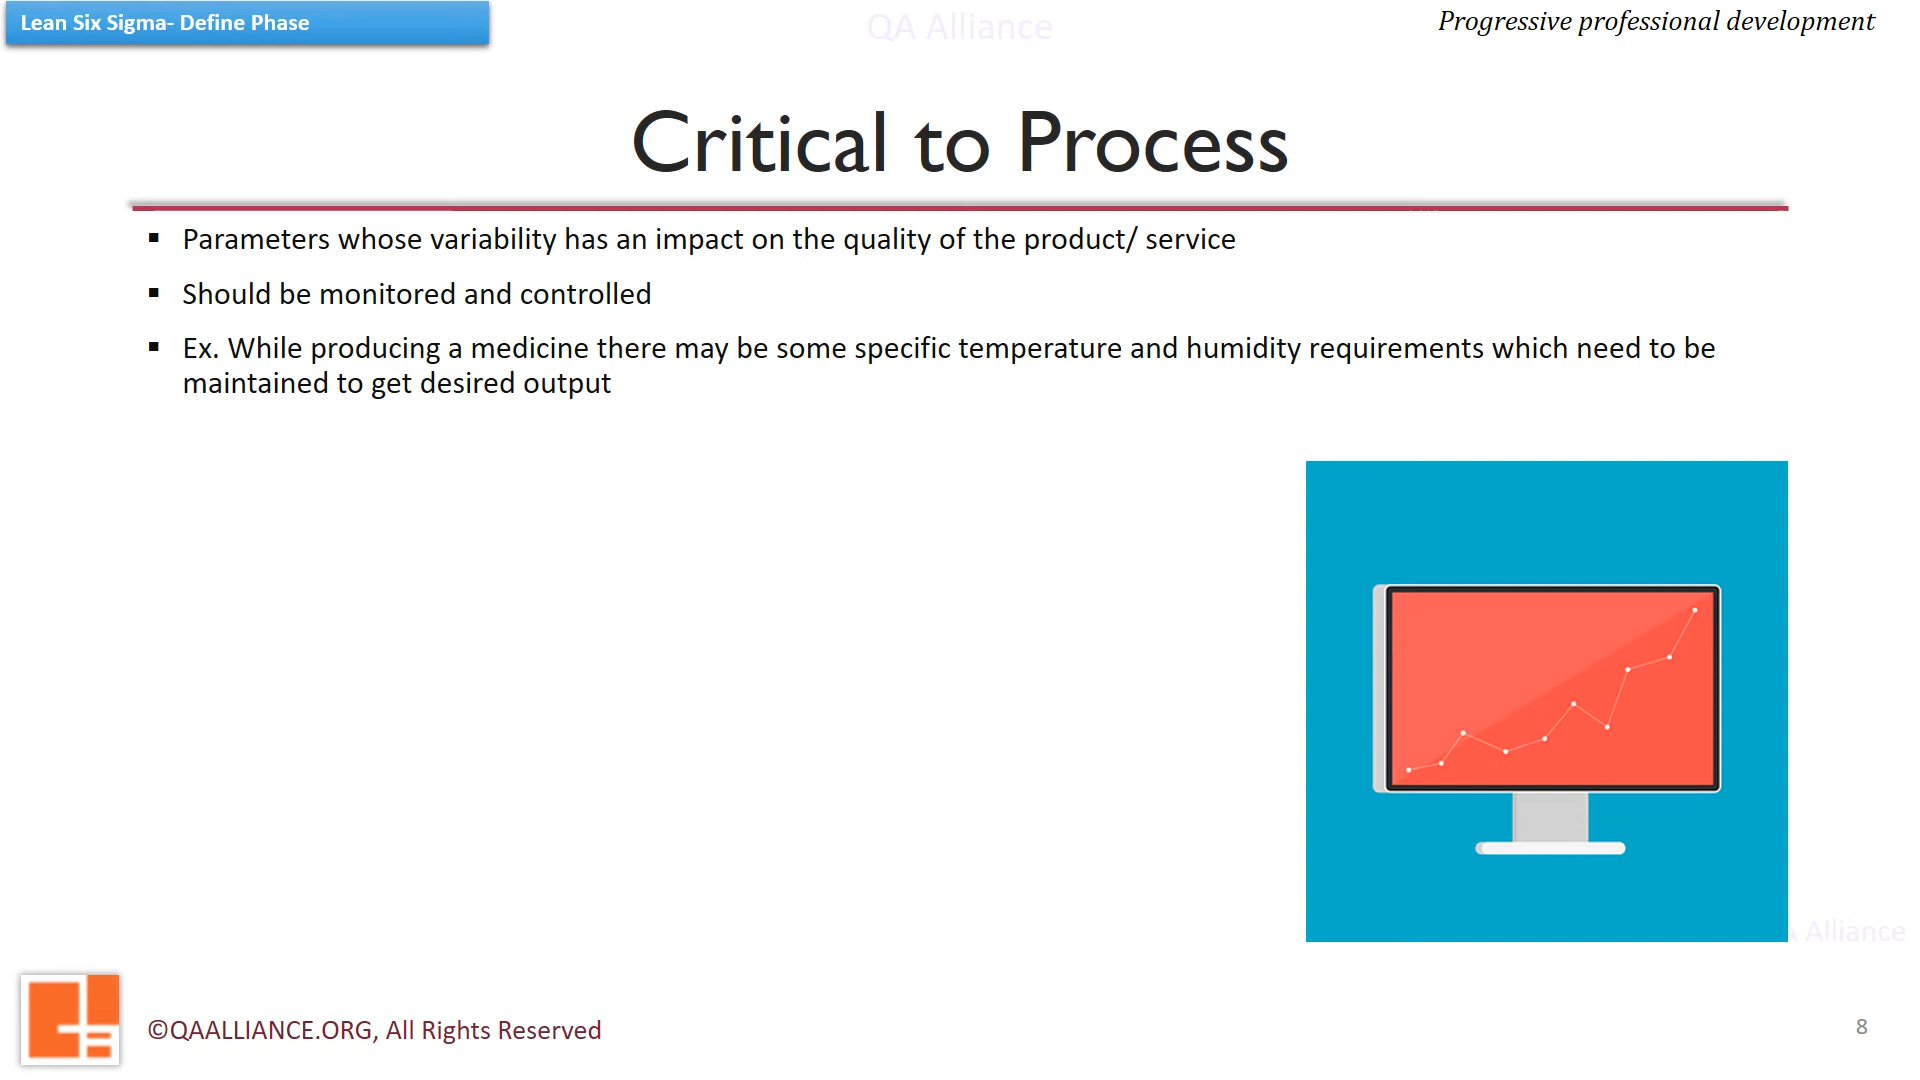 Lean Six Sigma- Define Phase
QA Alliance
Progressive professional development
Critical to Process
▪ Parameters whose variability has an impact on the quality of the product/ service
▪ Should be monitored and controlled
▪ Ex. While producing a medicine there may be some specific temperature and humidity requirements which need to be
maintained to get desired output
Alliance
©QAALLIANCE.ORG, All Rights Reserved
8